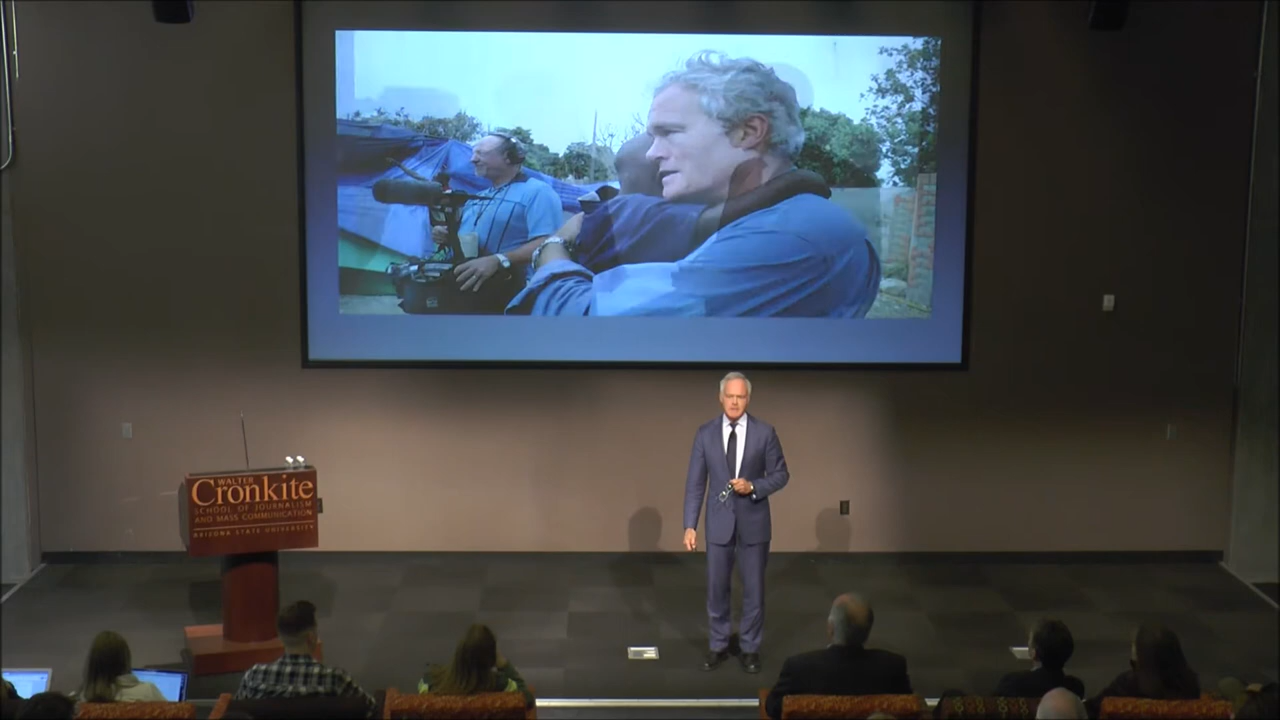 WALTER
Cronkite
SCHOOL OF JOURNALISM
AND MASS COMMUNICATION
ARIZONA STATE UNIVERSITY